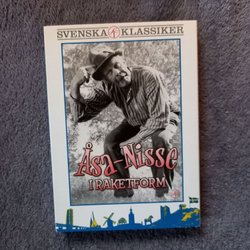 SVENSKA KLASSIKER
Åsa-Nisse
I RAKETFORM